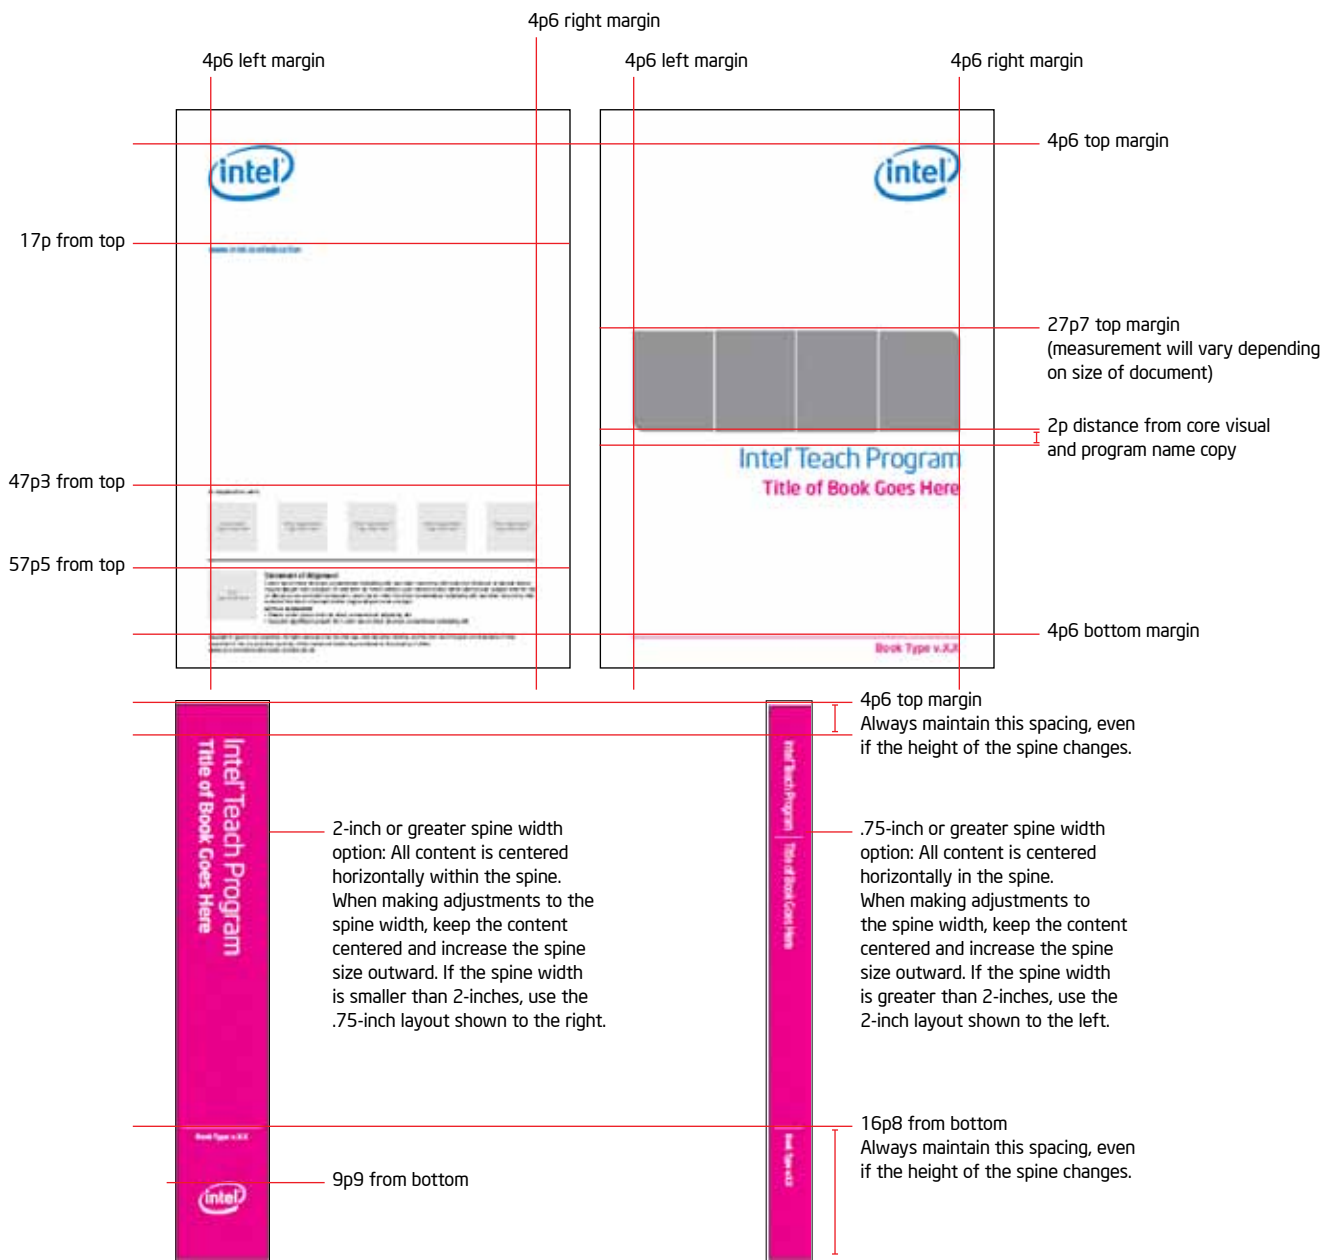 4p6 right margin
4p6 left margin
4p6 left margin
4p6 right margin
4p6 top margin
intel
intel
17p from top
27p7 top margin
(measurement will vary depending
on size of document)
2p distance from core visual
and program name copy
Intel Teach Program
Title of Book Goes Here
47p3 from top
57p5 from top
Statement of Alignment
4p6 bottom margin
Book Type v.XX
4p6 top margin
Always maintain this spacing, even
if the height of the spine changes.
Intel Teach Program
Title of Book Goes Here
Intel Teach Program | Title of Book Goes Here
2-inch or greater spine width
option: All content is centered
horizontally within the spine.
When making adjustments to the
spine width, keep the content
centered and increase the spine
size outward. If the spine width
is smaller than 2-inches, use the
.75-inch layout shown to the right.
.75-inch or greater spine width
option: All content is centered
horizontally in the spine.
When making adjustments to
the spine width, keep the content
centered and increase the spine
size outward. If the spine width
is greater than 2-inches, use the
2-inch layout shown to the left.
16p8 from bottom
Always maintain this spacing, even
if the height of the spine changes.
Book Type v.XX
Book Type v.XX
9p9 from bottom
intel